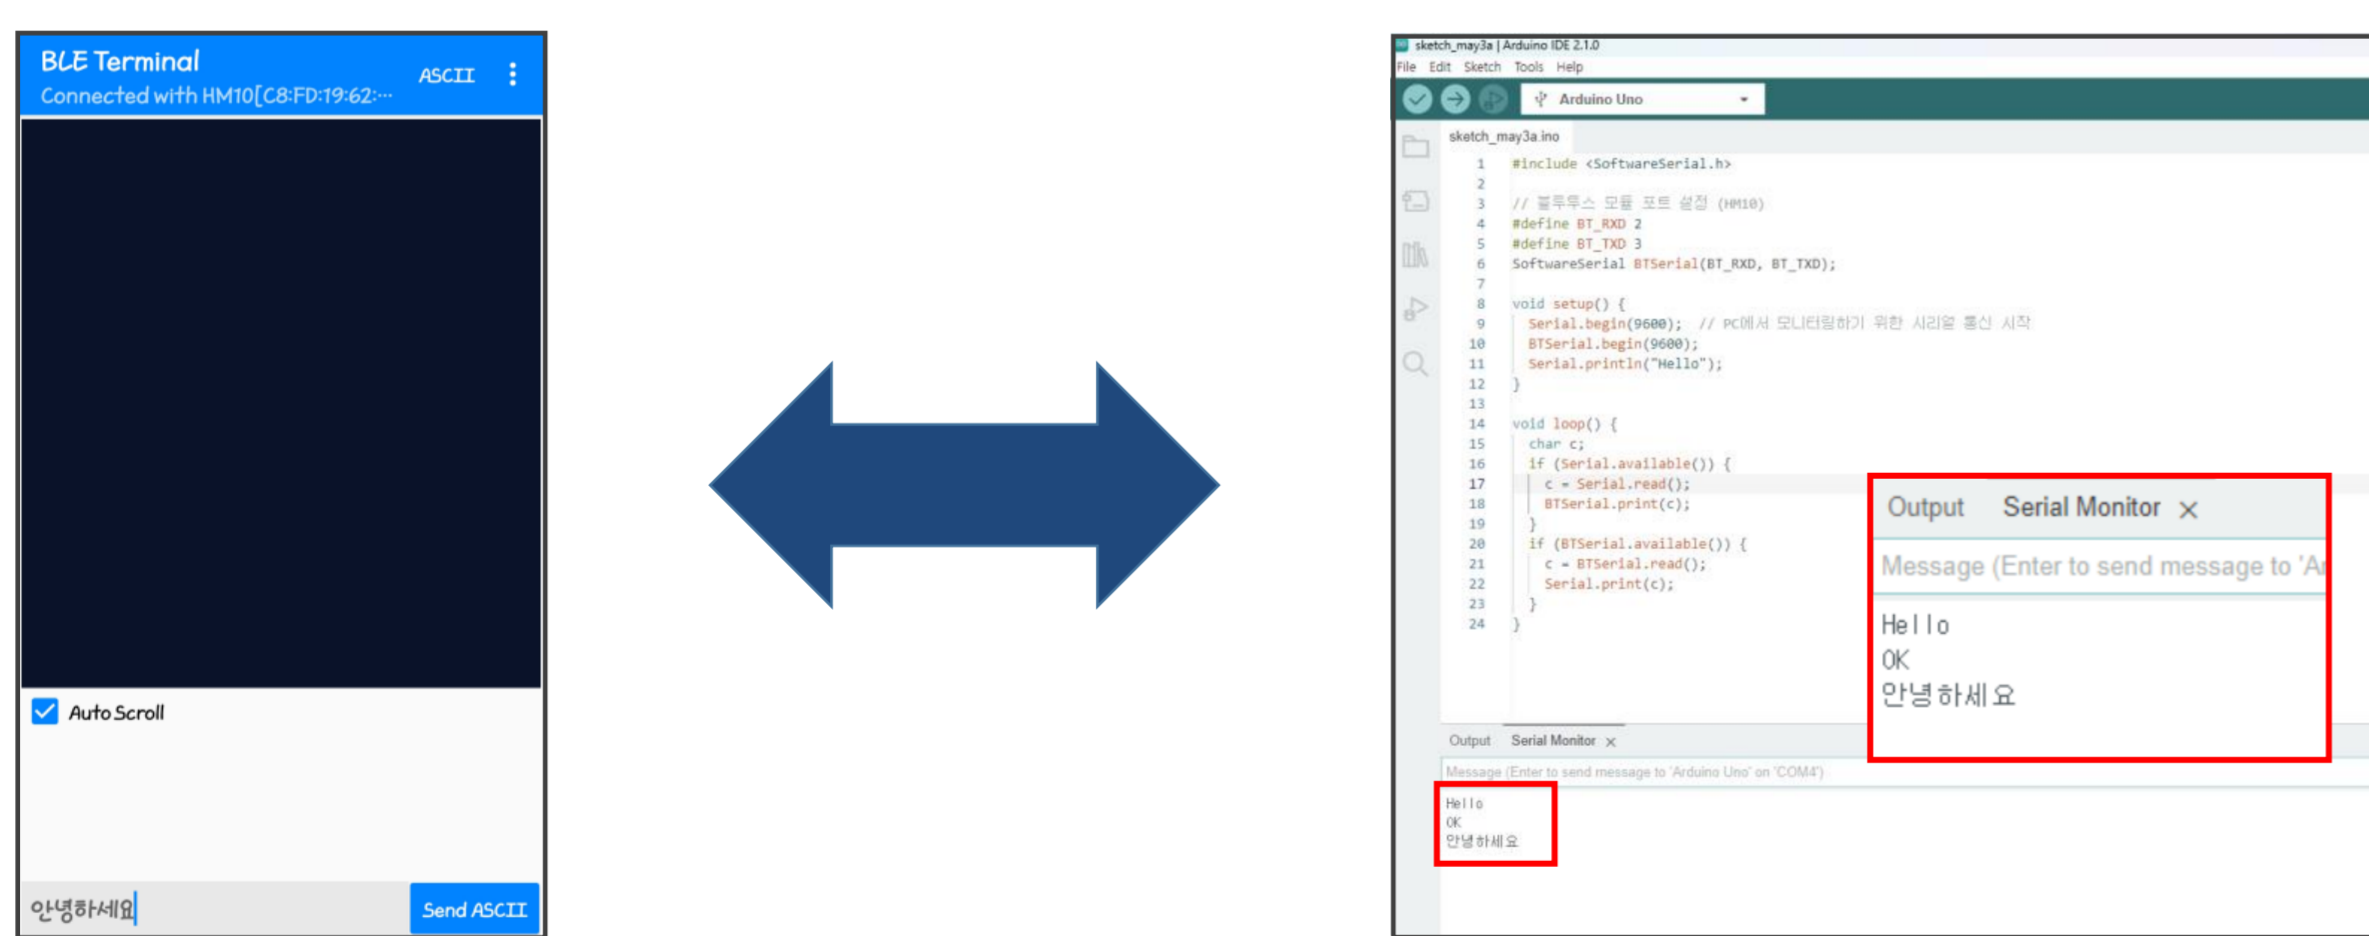 BLE Terminal
Connected with HM10[C8:FD:19:62:...
ASCII
Auto Scroll
안녕하세요
Send ASCII
sketch_may3a | Arduino IDE 2.1.0
File Edit Sketch Tools Help
Arduino Uno
sketch_may3a.ino
1 #include <SoftwareSerial.h>
2
3 // 블루투스 모듈 포트 설정 (HM10)
4 #define BT_RXD 2
5 #define BT_TXD 3
6 SoftwareSerial BTSerial(BT_RXD, BT_TXD);
7
8 void setup() {
9 Serial.begin(9600); // PC에서 모니터링하기 위한 시리얼 통신 시작
10 BTSerial.begin(9600);
11 Serial.println("Hello");
12 }
13
14 void loop() {
15 char c;
16 if (Serial.available()) {
17 c = Serial.read();
18 BTSerial.print(c);
19 }
20 if (BTSerial.available()) {
21 c = BTSerial.read();
22 Serial.print(c);
23 }
24 }
Output Serial Monitor ×
Message (Enter to send message to 'Ar
Hello
OK
안녕하세요
Output Serial Monitor ×
Message (Enter to send message to 'Arduino Uno' on 'COM4')
Hello
OK
안녕하세요